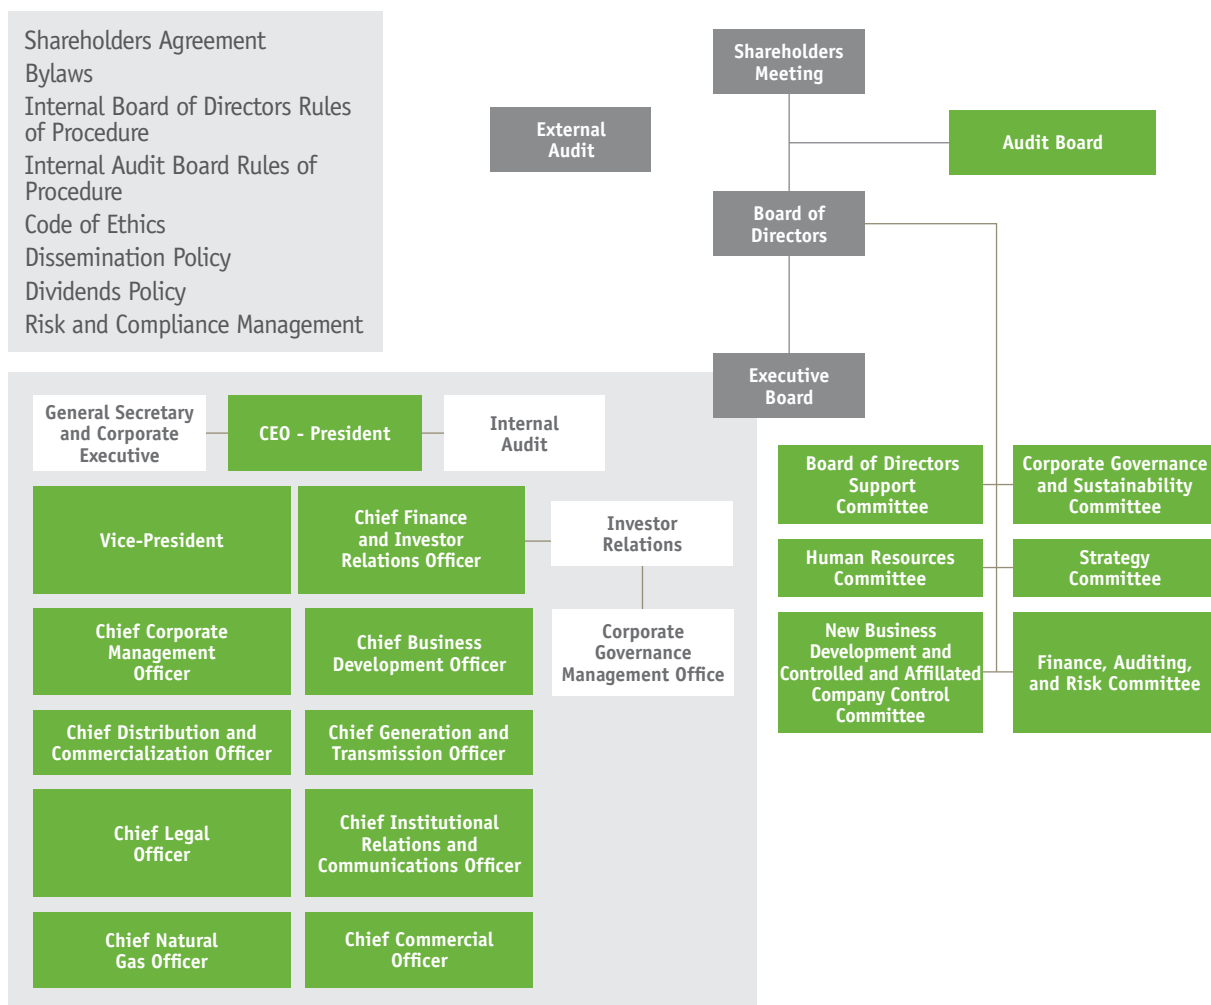 Shareholders Agreement
Bylaws
Internal Board of Directors Rules
of Procedure
Internal Audit Board Rules of
Procedure
Code of Ethics
Dissemination Policy
Dividends Policy
Risk and Compliance Management
Shareholders
Meeting
External
Audit
Audit Board
Board of
Directors
Executive
Board
General Secretary
and Corporate
Executive
CEO - President
Internal
Audit
Vice-President
Chief Finance
and Investor
Relations Officer
Investor
Relations
Chief Corporate
Management
Officer
Chief Business
Development Officer
Corporate
Governance
Management Office
Chief Distribution and
Commercialization Officer
Chief Generation and
Transmission Officer
Chief Legal
Officer
Chief Institutional
Relations and
Communications Officer
Chief Natural
Gas Officer
Chief Commercial
Officer
Board of Directors
Support
Committee
Corporate Governance
and Sustainability
Committee
Human Resources
Committee
Strategy
Committee
New Business
Development and
Controlled and Affillated
Company Control
Committee
Finance, Auditing,
and Risk Committee